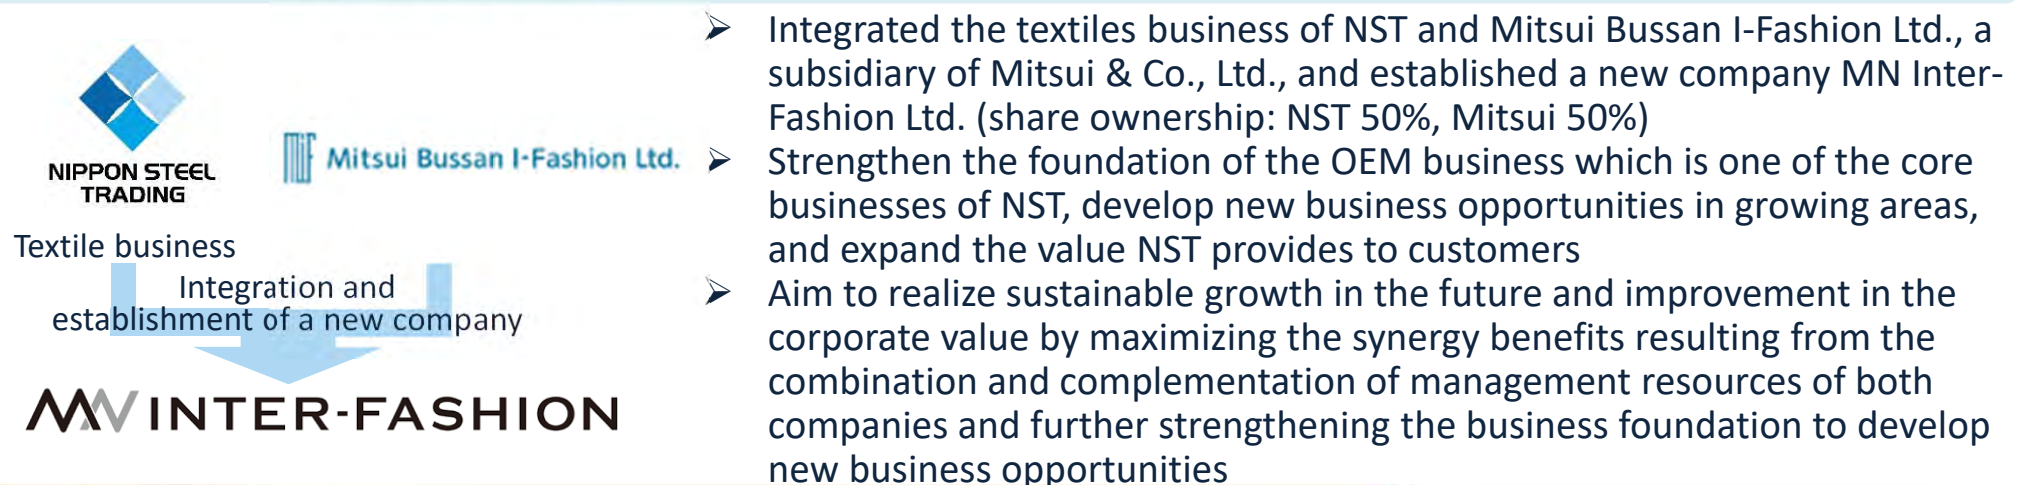 NIPPON STEEL
TRADING
mif Mitsui Bussan I-Fashion Ltd.
Textile business
Integration and
establishment of a new company
MN INTER-FASHION
➢ Integrated the textiles business of NST and Mitsui Bussan I-Fashion Ltd., a
subsidiary of Mitsui & Co., Ltd., and established a new company MN Inter-
Fashion Ltd. (share ownership: NST 50%, Mitsui 50%)
➢ Strengthen the foundation of the OEM business which is one of the core
businesses of NST, develop new business opportunities in growing areas,
and expand the value NST provides to customers
➢ Aim to realize sustainable growth in the future and improvement in the
corporate value by maximizing the synergy benefits resulting from the
combination and complementation of management resources of both
companies and further strengthening the business foundation to develop
new business opportunities